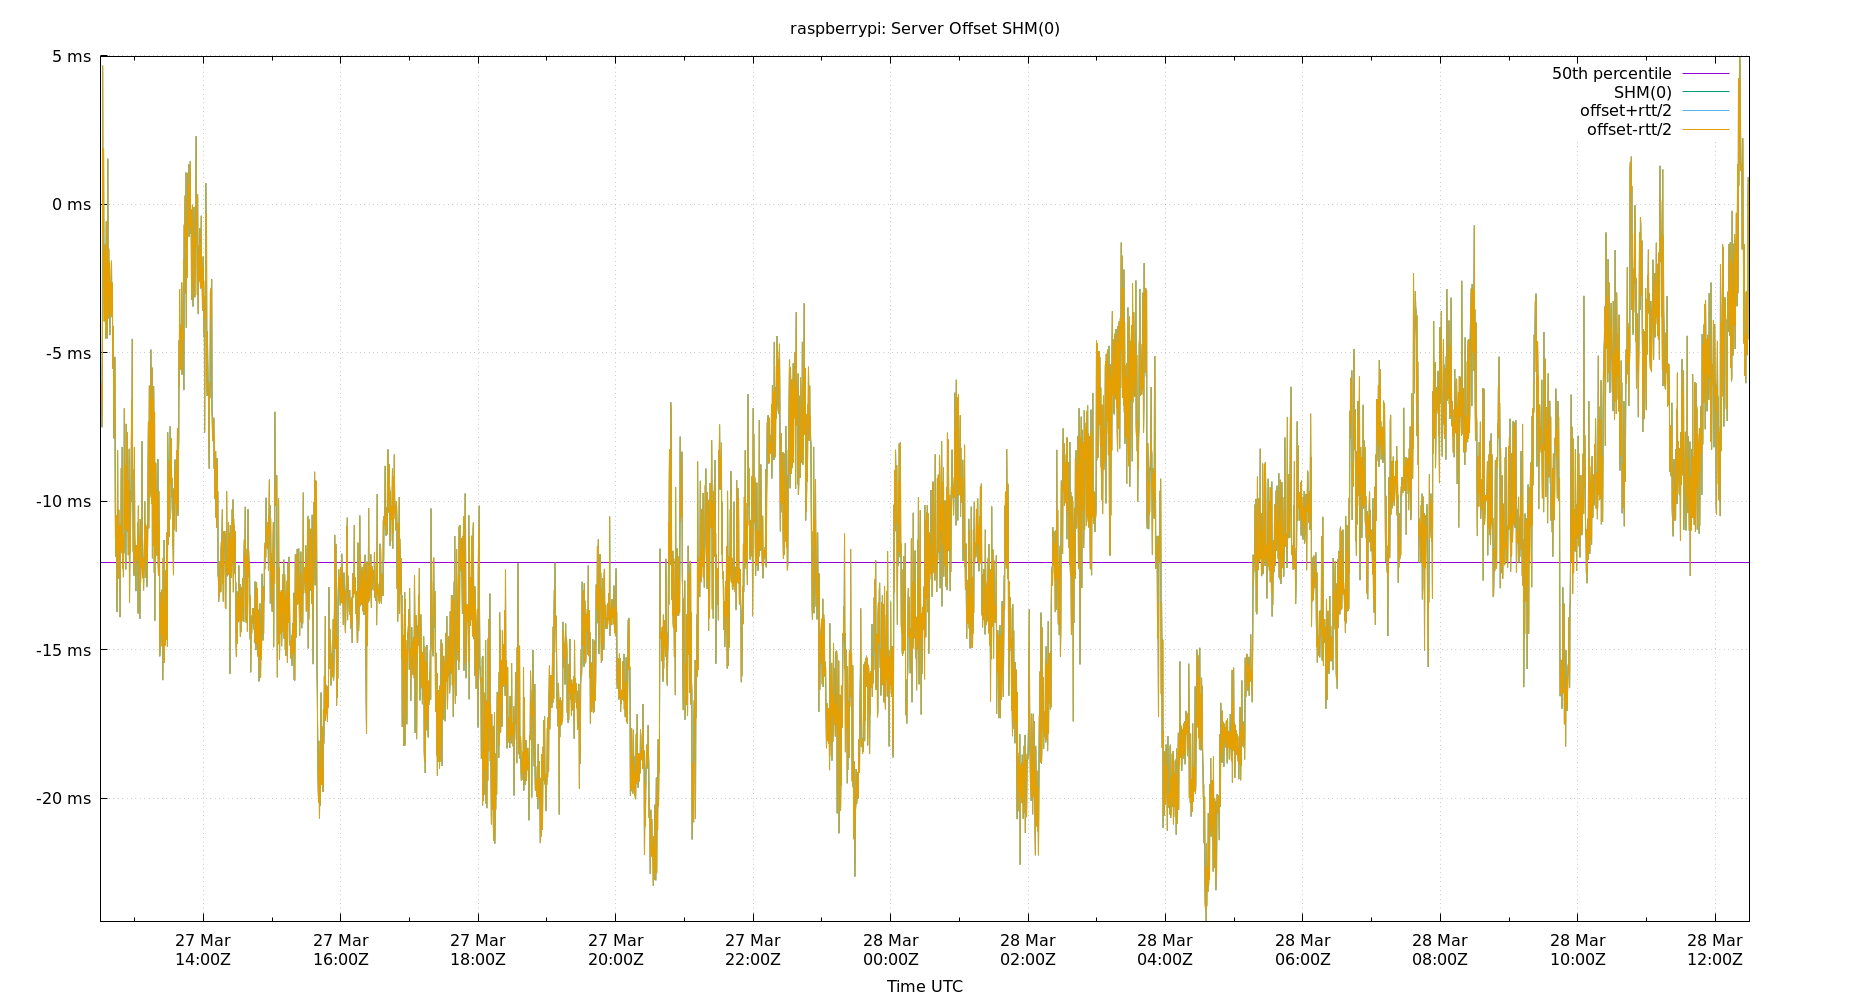 raspberrypi: Server Offset SHM(0)
5 ms
0 ms
-5 ms
-10 ms
-15 ms
-20 ms
50th percentile
SHM(0)
offset+rtt/2
offset-rtt/2
27 Mar 27 Mar 27 Mar 27 Mar 27 Mar 28 Mar 28 Mar 28 Mar 28 Mar 28 Mar 28 Mar 28 Mar
14:00Z 16:00Z 18:00Z 20:00Z 22:00Z 00:00Z 02:00Z 04:00Z 06:00Z 08:00Z 10:00Z 12:00Z
Time UTC